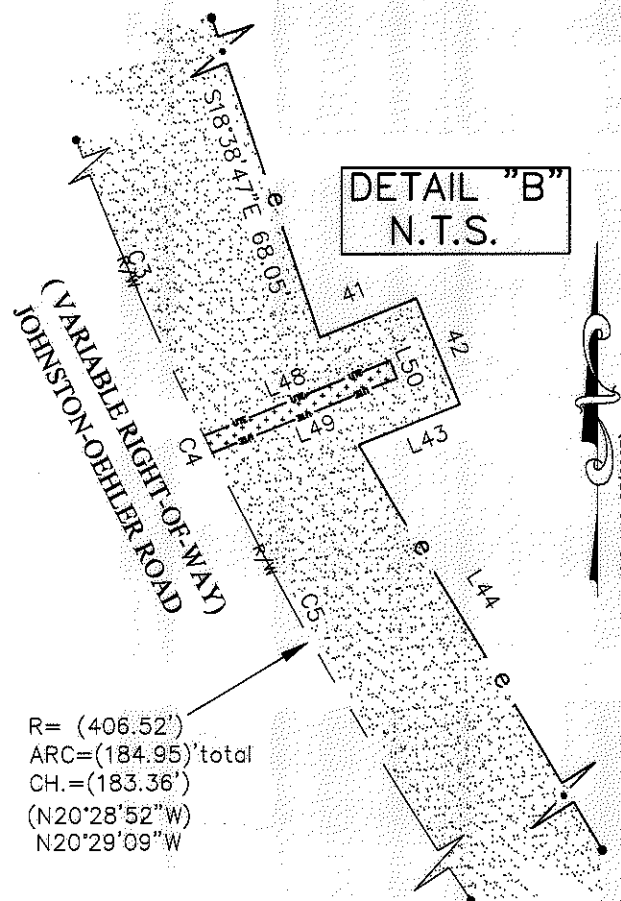 S18°38'47"E 68.05'
e
DETAIL "B"
N.T.S.
41
42
C3
R/W
(VARIABLE RIGHT-OF-WAY)
JOHNSTON-OEHLER ROAD
L48
L50
L49
L43
C4
R/W
C5
e
L44
e
R= (406.52')
ARC=(184.95)'total
CH.=(183.36')
(N20°28'52"W)
N20°29'09"W